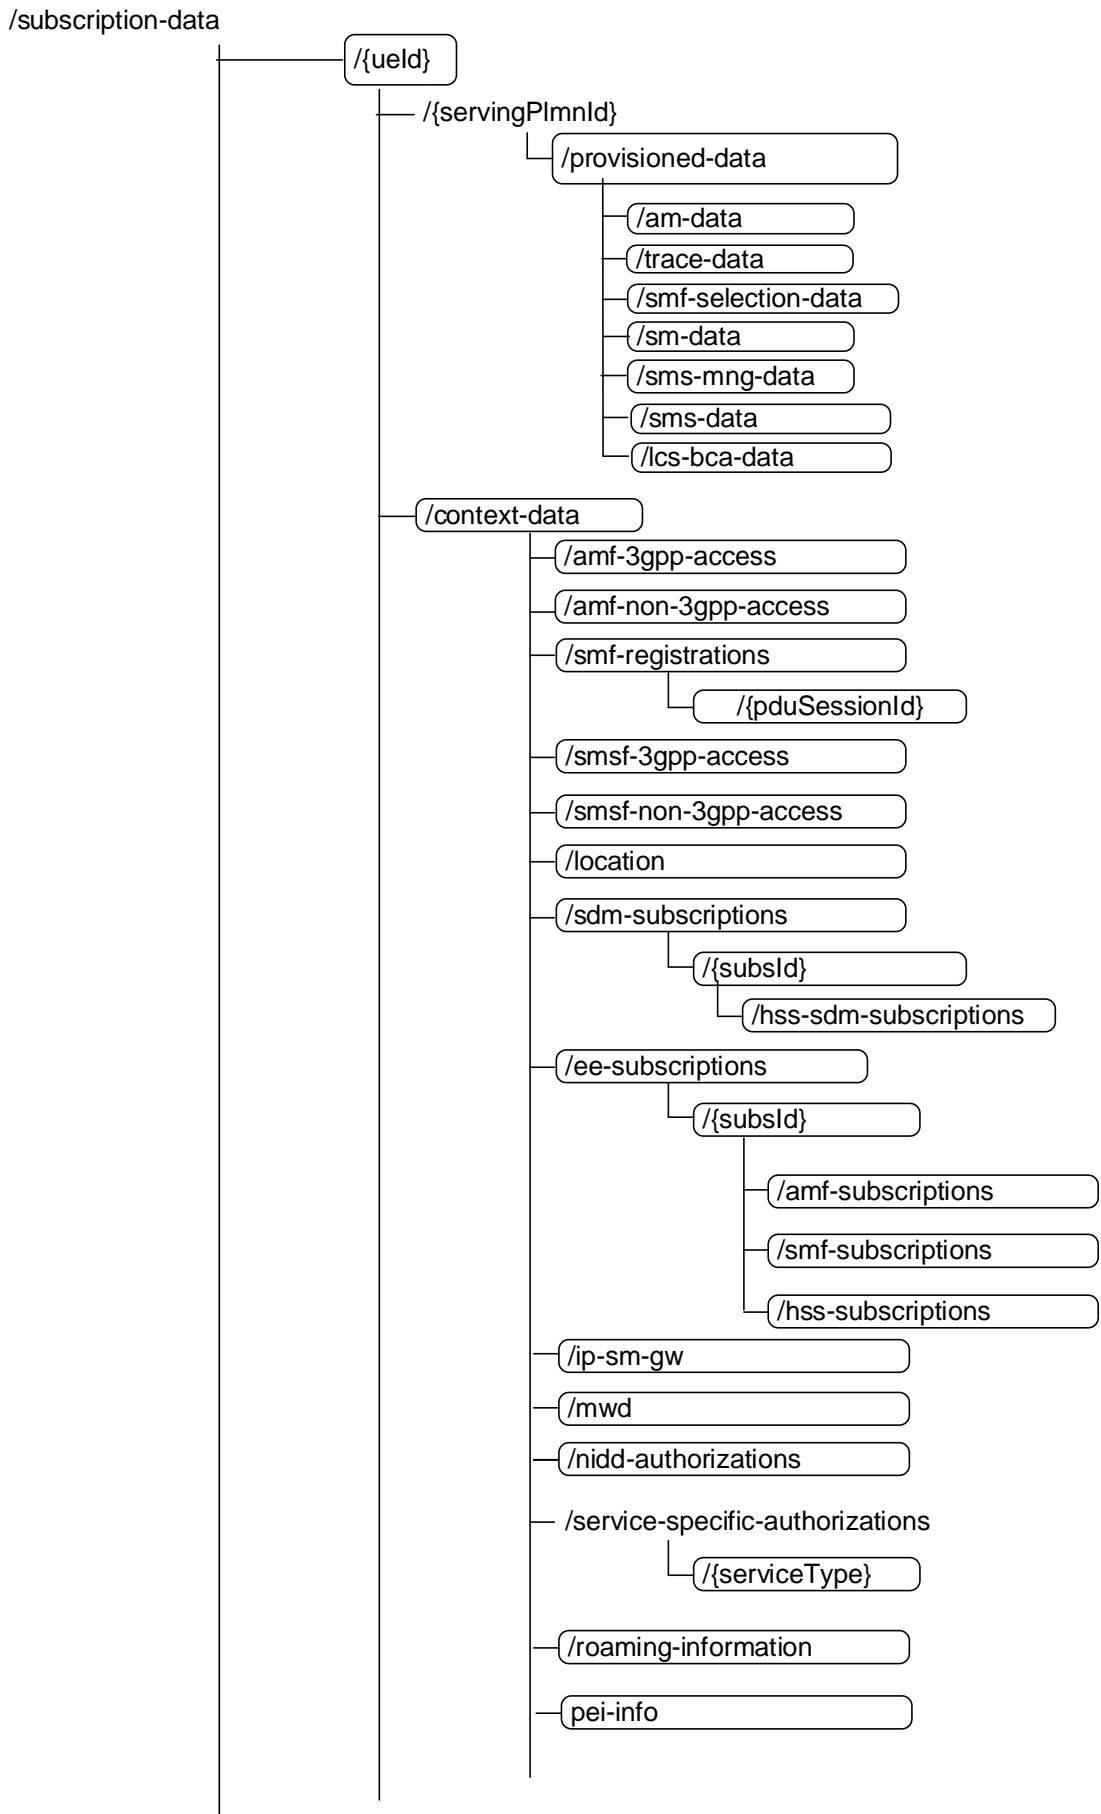 /subscription-data
/{ueId}
/{servingPlmnId}
/provisioned-data
/am-data
/trace-data
/smf-selection-data
/sm-data
/sms-mng-data
/sms-data
/lcs-bca-data
/context-data
/amf-3gpp-access
/amf-non-3gpp-access
/smf-registrations
/{pduSessionId}
/smsf-3gpp-access
/smsf-non-3gpp-access
/location
/sdm-subscriptions
/{subsId}
/hss-sdm-subscriptions
/ee-subscriptions
/{subsId}
/amf-subscriptions
/smf-subscriptions
/hss-subscriptions
/ip-sm-gw
/mwd
/nidd-authorizations
/service-specific-authorizations
/{serviceType}
/roaming-information
pei-info